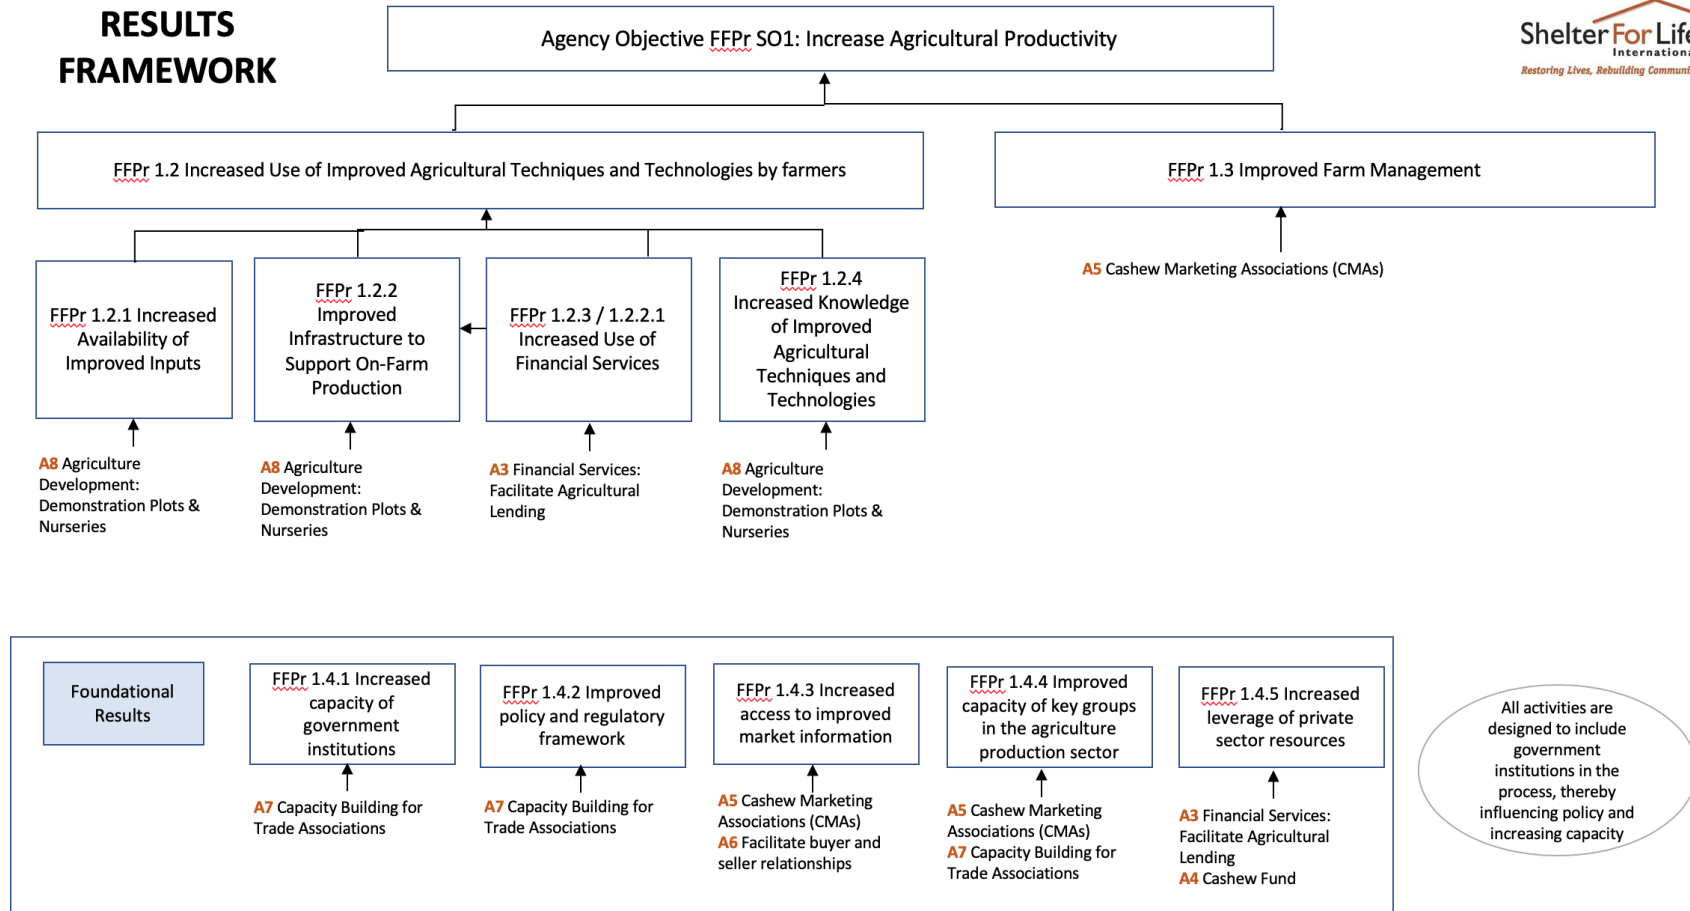 RESULTS
FRAMEWORK
Agency Objective FFPr SO1: Increase Agricultural Productivity
Shelter For Life
International
Restoring Lives, Rebuilding
FFPr 1.2 Increased Use of Improved Agricultural Techniques and Technologies by farmers
FFPr 1.3 Improved Farm Management
A5 Cashew Marketing Associations (CMAs)
FFPr 1.2.1 Increased
Availability of
Improved Inputs
FFPr 1.2.2
Improved
Infrastructure to
Support On-Farm
Production
FFPr 1.2.3 / 1.2.2.1
Increased Use of
Financial Services
FFPr 1.2.4
Increased Knowledge
of Improved
Agricultural
Techniques and
Technologies
A8 Agriculture
Development:
Demonstration Plots &
Nurseries
A8 Agriculture
Development:
Demonstration Plots &
Nurseries
A3 Financial Services:
Facilitate Agricultural
Lending
A8 Agriculture
Development:
Demonstration Plots &
Nurseries
Foundational
Results
FFPr 1.4.1 Increased
capacity of
government
institutions
FFPr 1.4.2 Improved
policy and regulatory
framework
FFPr 1.4.3 Increased
access to improved
market information
FFPr 1.4.4 Improved
capacity of key groups
in the agriculture
production sector
FFPr 1.4.5 Increased
leverage of private
sector resources
A7 Capacity Building for
Trade Associations
A7 Capacity Building for
Trade Associations
A5 Cashew Marketing
Associations (CMAs)
A6 Facilitate buyer and
seller relationships
A5 Cashew Marketing
Associations (CMAs)
A7 Capacity Building for
Trade Associations
A3 Financial Services:
Facilitate Agricultural
Lending
A4 Cashew Fund
All activities are
designed to include
government
institutions in the
process, thereby
influencing policy and
increasing capacity